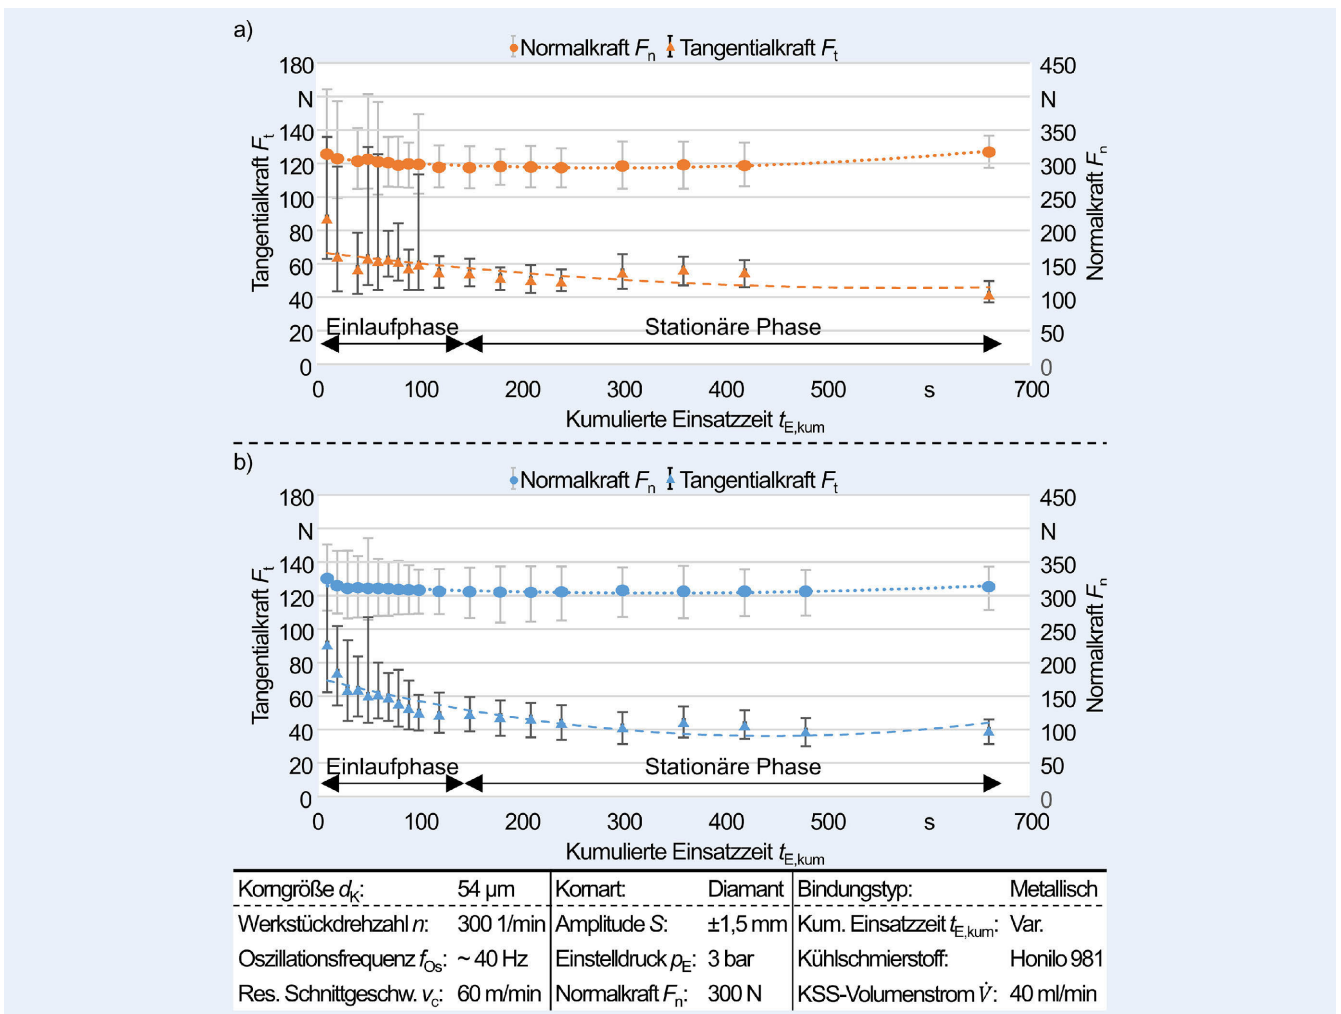 a)
Normalkraft Fn Tangentialkraft Ft
180
N
140
120
100
80
60
40
20
0
Tangentialkraft Ft
450
N
350
300
250
200
150
100
50
0
Normalkraft Fn
Einlaufphase Stationäre Phase
0 100 200 300 400 500 s 700
Kumulierte Einsatzzeit tE,kum
b)
Normalkraft Fn Tangentialkraft Ft
180
N
140
120
100
80
60
40
20
0
Tangentialkraft Ft
450
N
350
300
250
200
150
100
50
0
Normalkraft Fn
Einlaufphase Stationäre Phase
0 100 200 300 400 500 s 700
Kumulierte Einsatzzeit tE,kum
Korngröße dK: 54 µm Kornart: Diamant Bindungstyp: Metallisch
Werkstückdrehzahl n: 300 1/min Amplitude S: ±1,5 mm Kum. Einsatzzeit tE,kum: Var.
Oszillationsfrequenz fOs: ~ 40 Hz Einstelldruck pE: 3 bar Kühlschmierstoff: Honilo 981
Res. Schnittgeschw. vc: 60 m/min Normalkraft Fn: 300 N KSS-Volumenstrom V̇: 40 ml/min